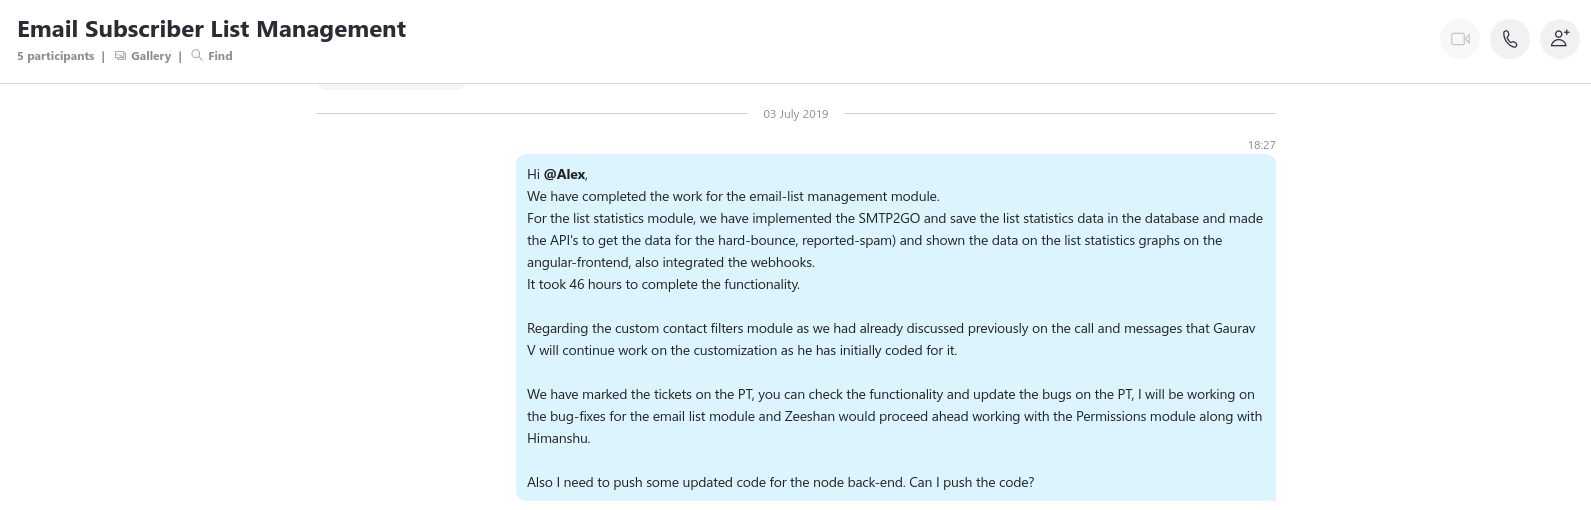 Email Subscriber List Management
5 participants | Gallery | Find
03 July 2019
18:27
Hi @Alex,
We have completed the work for the email-list management module.
For the list statistics module, we have implemented the SMTP2GO and save the list statistics data in the database and made
the API's to get the data for the hard-bounce, reported-spam) and shown the data on the list statistics graphs on the
angular-frontend, also integrated the webhooks.
It took 46 hours to complete the functionality.
Regarding the custom contact filters module as we had already discussed previously on the call and messages that Gaurav
V will continue work on the customization as he has initially coded for it.
We have marked the tickets on the PT, you can check the functionality and update the bugs on the PT, I will be working on
the bug-fixes for the email list module and Zeeshan would proceed ahead working with the Permissions module along with
Himanshu.
Also I need to push some updated code for the node back-end. Can I push the code?